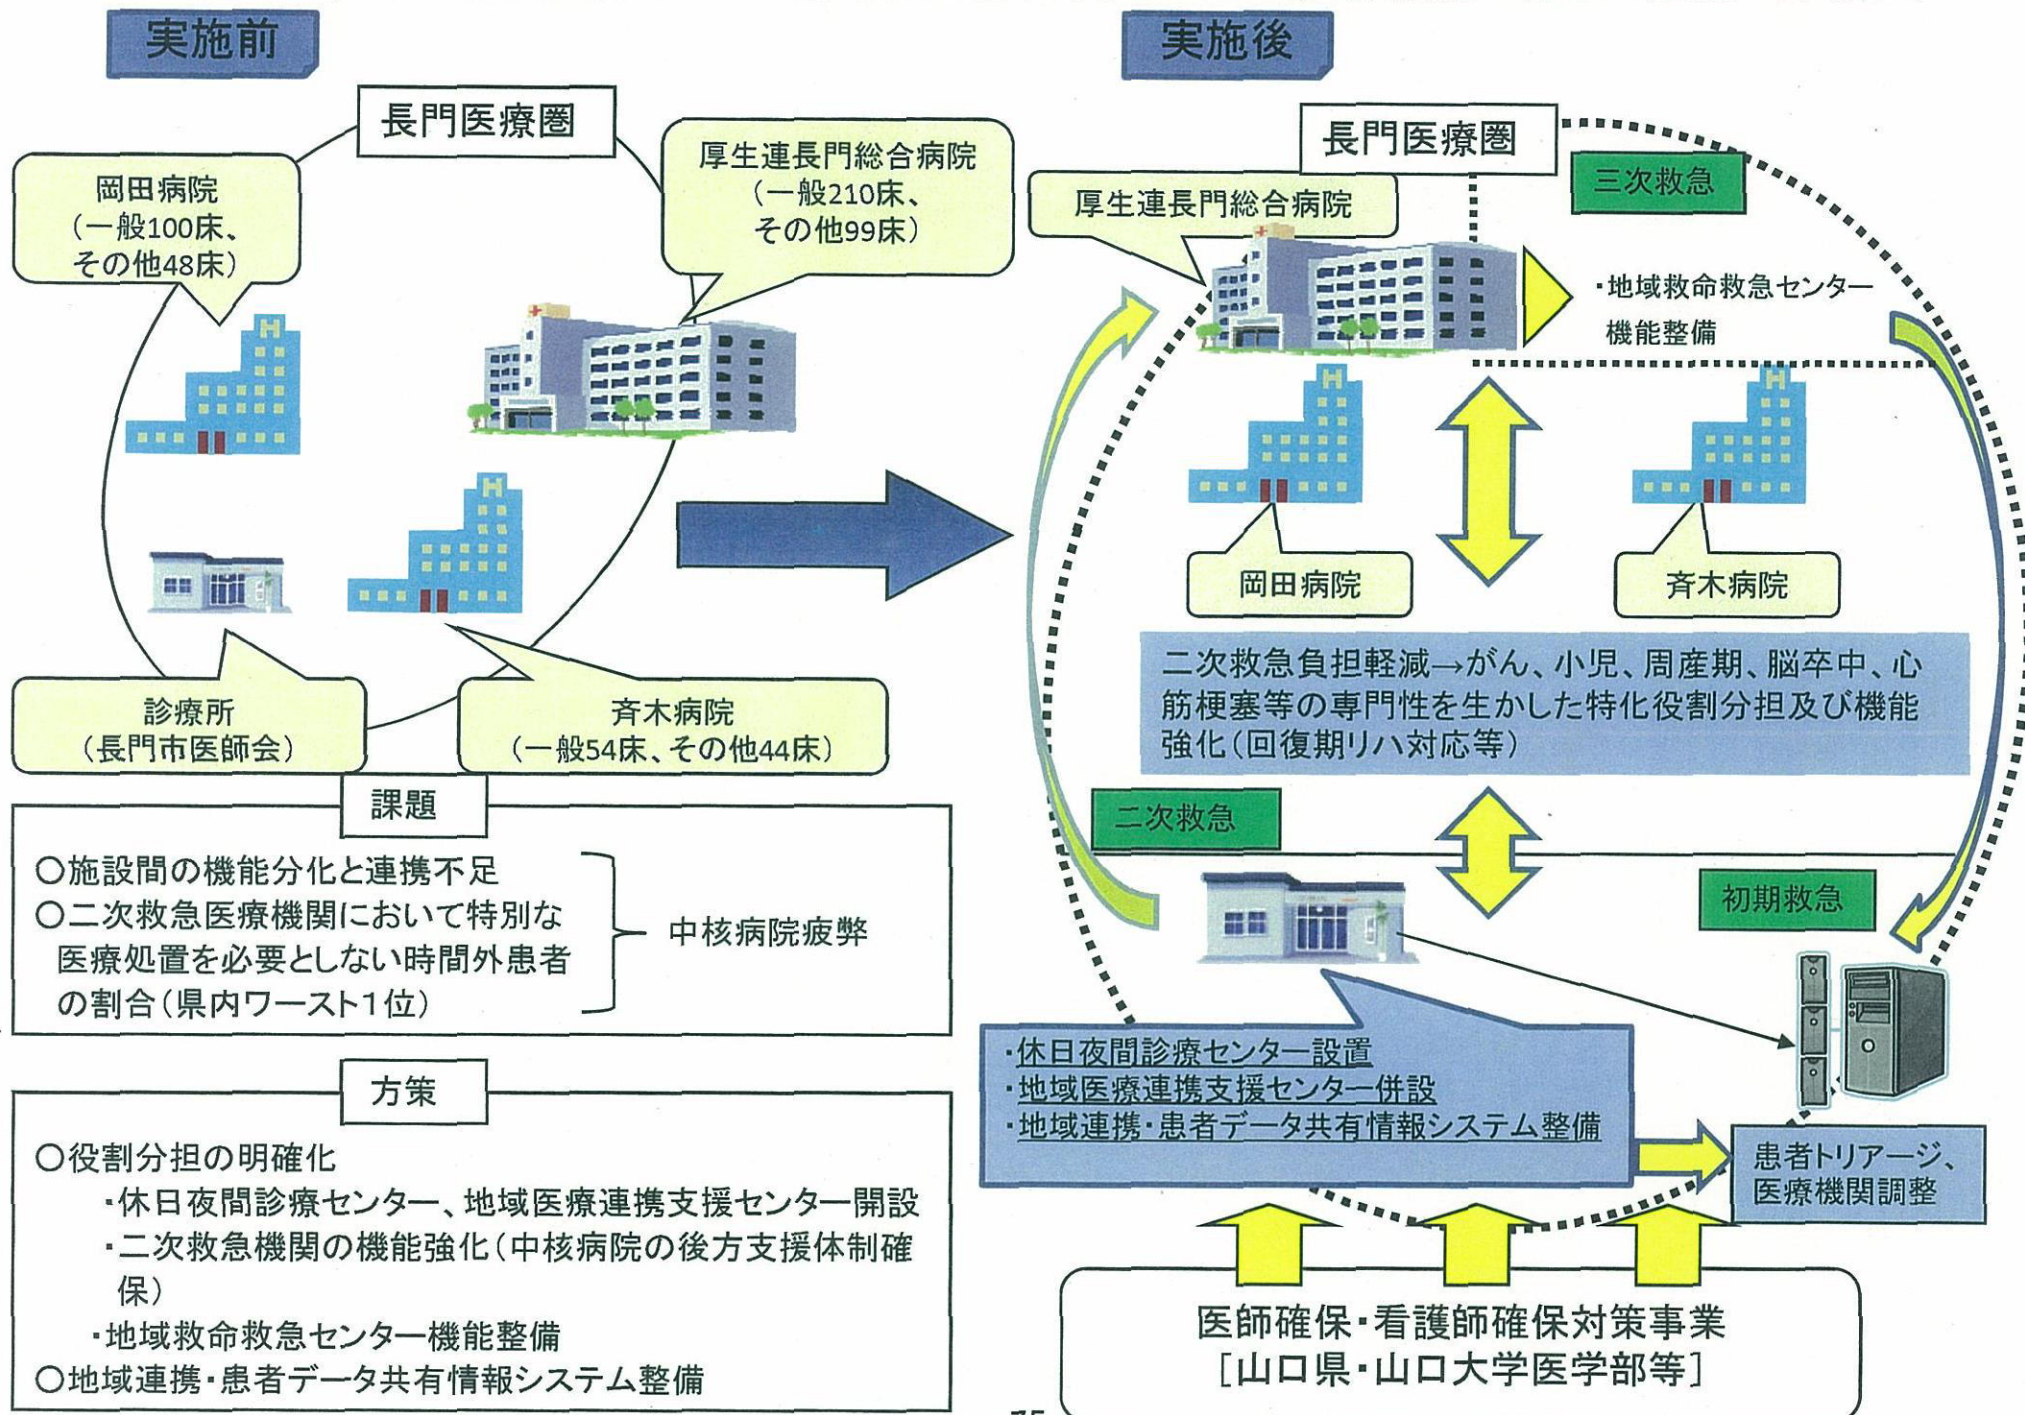 実施前
長門医療圏
岡田病院
(一般100床、
その他48床)
厚生連長門総合病院
(一般210床、
その他99床)
診療所
(長門市医師会)
斉木病院
(一般54床、その他44床)
課題
○施設間の機能分化と連携不足
○二次救急医療機関において特別な
医療処置を必要としない時間外患者
の割合(県内ワースト1位)
中核病院疲弊
方策
○役割分担の明確化
・休日夜間診療センター、地域医療連携支援センター開設
・二次救急機関の機能強化(中核病院の後方支援体制確
保)
・地域救命救急センター機能整備
○地域連携・患者データ共有情報システム整備
実施後
長門医療圏
厚生連長門総合病院
三次救急
・地域救命救急センター
機能整備
岡田病院
斉木病院
二次救急負担軽減→がん、小児、周産期、脳卒中、心
筋梗塞等の専門性を生かした特化役割分担及び機能
強化(回復期リハ対応等)
二次救急
初期救急
・休日夜間診療センター設置
・地域医療連携支援センター併設
・地域連携・患者データ共有情報システム整備
患者トリアージ、
医療機関調整
医師確保・看護師確保対策事業
[山口県・山口大学医学部等]